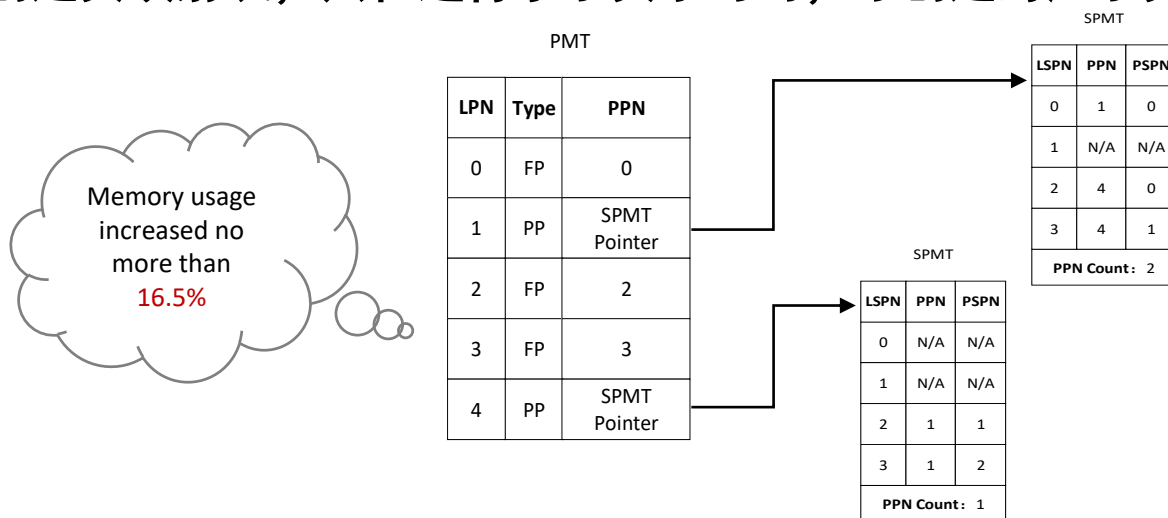 SPMT
PMT
LSPN PPN PSPN
0 1 0
1 N/A N/A
2 4 0
3 4 1
PPN Count: 2
LPN Type PPN
0 FP 0
1 PP SPMT Pointer
2 FP 2
3 FP 3
4 PP SPMT Pointer
Memory usage
increased no
more than
16.5%
SPMT
LSPN PPN PSPN
0 N/A N/A
1 N/A N/A
2 1 1
3 1 2
PPN Count: 1